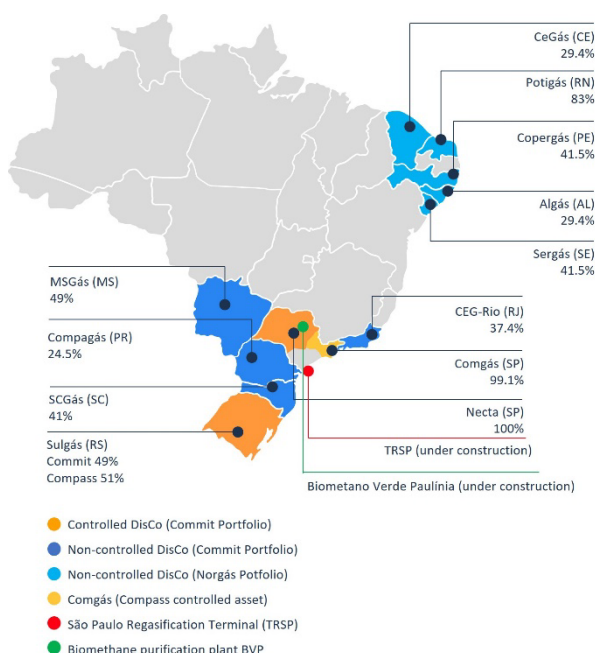 CeGás (CE)
29.4%
Potigás (RN)
83%
Copergás (PE)
41.5%
Algás (AL)
29.4%
Sergás (SE)
41.5%
MSGás (MS)
49%
CEG-Rio (RJ)
37.4%
Compagás (PR)
24.5%
Comgás (SP)
99.1%
SCGás (SC)
41%
Necta (SP)
100%
Sulgás (RS)
Commit 49%
Compass 51%
TRSP (under construction)
Biometano Verde Paulínia (under construction)
Controlled DisCo (Commit Portfolio)
Non-controlled DisCo (Commit Portfolio)
Non-controlled DisCo (Norgás Potfolio)
Comgás (Compass controlled asset)
São Paulo Regasification Terminal (TRSP)
Biomethane purification plant BVP